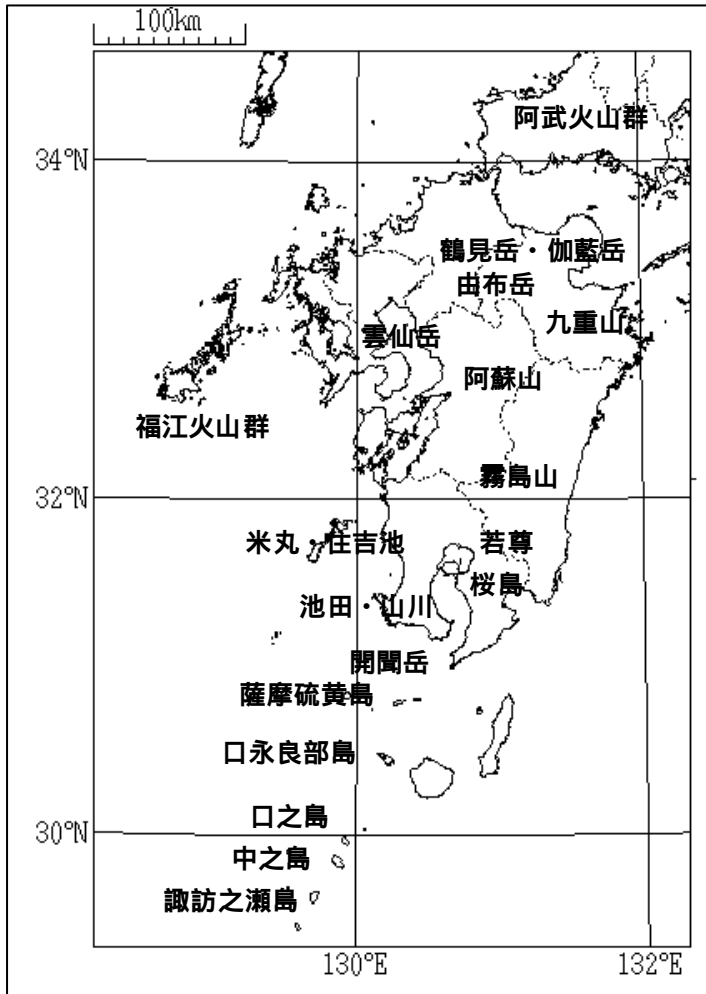 100km
阿武火山群
34°N
鶴見岳・伽藍岳
由布岳
九重山
雲仙岳
阿蘇山
福江火山群
霧島山
32°N
米丸・住吉池
若尊
桜島
池田・山川
開聞岳
薩摩硫黄島
口永良部島
口之島
30°N
中之島
諏訪之瀬島
130°E
132°E